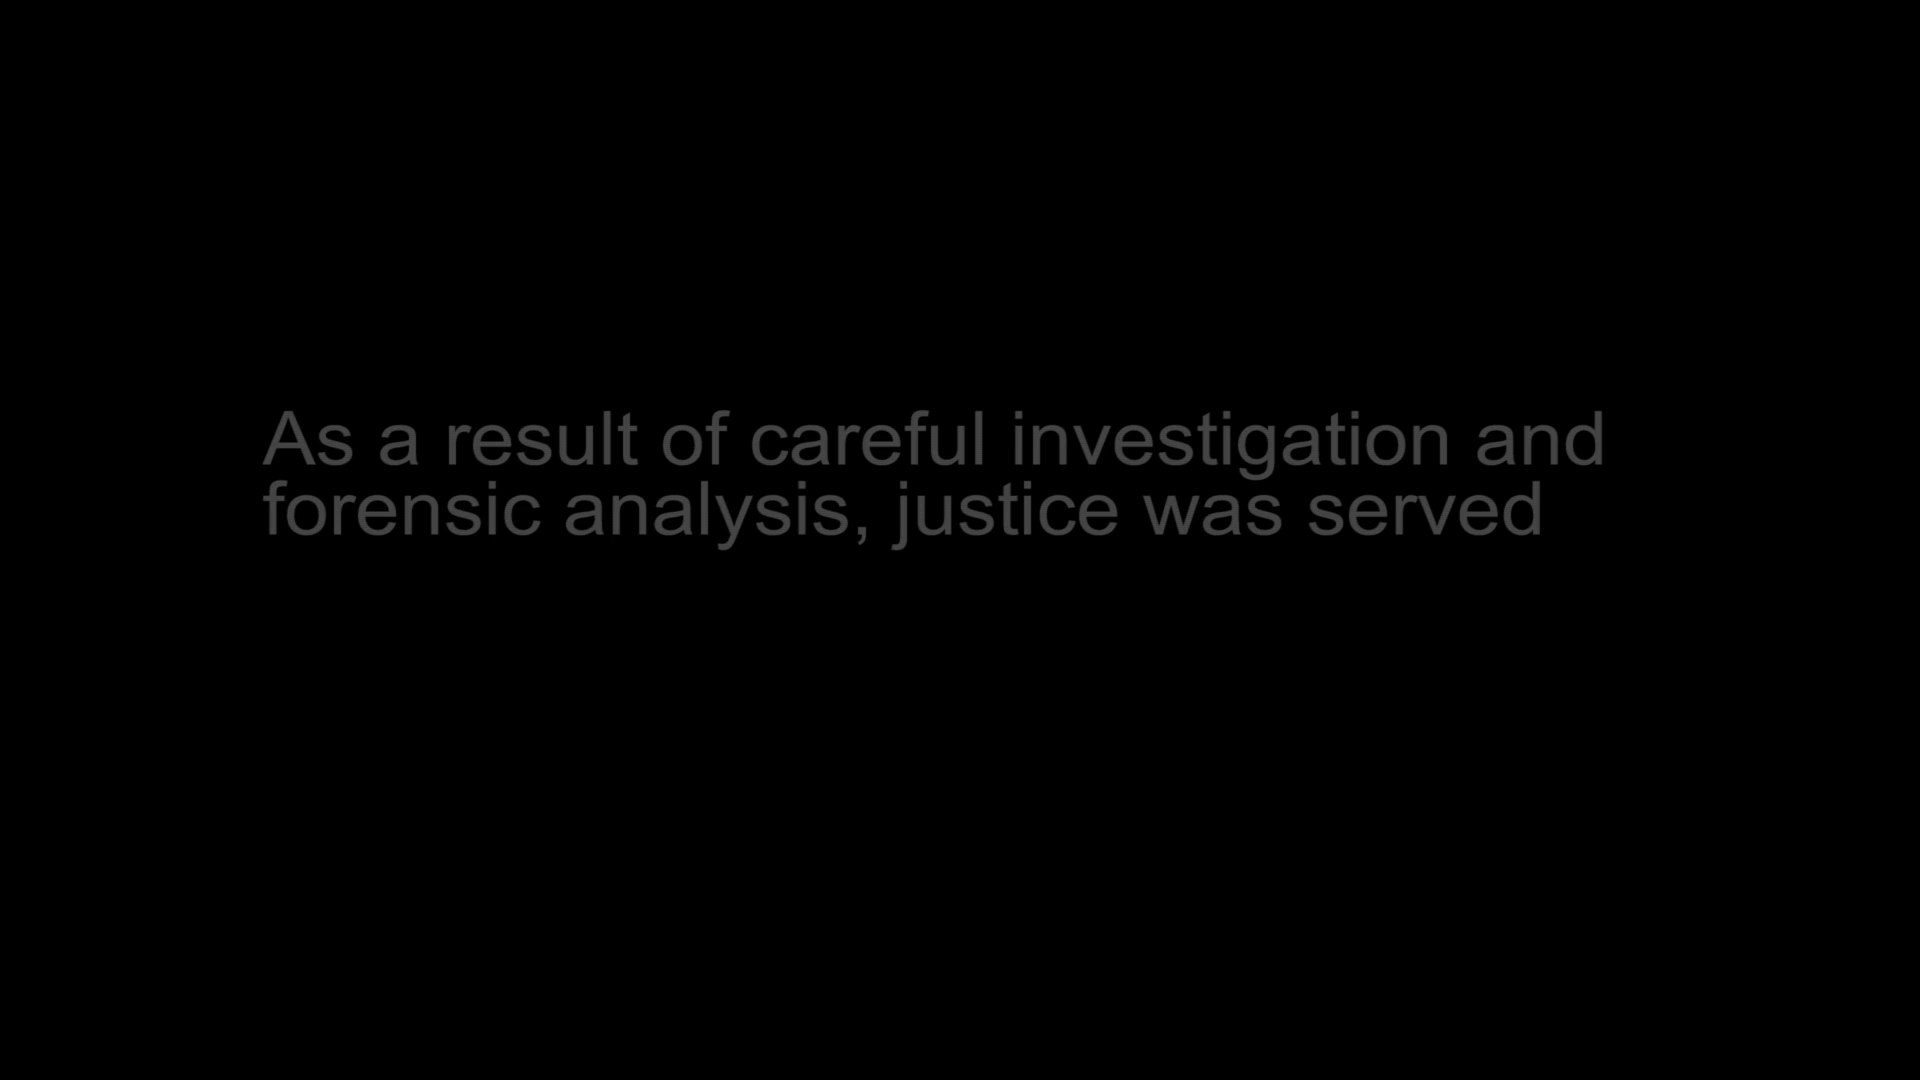 As a result of careful investigation and
forensic analysis, justice was served